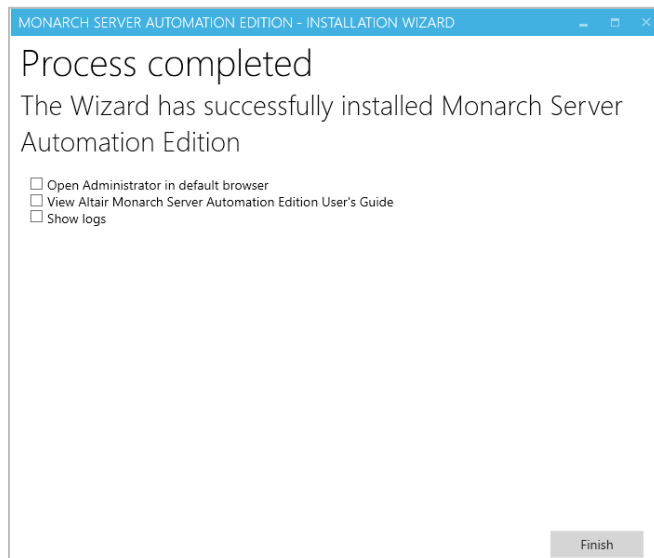 MONARCH SERVER AUTOMATION EDITION - INSTALLATION WIZARD
Process completed
The Wizard has successfully installed Monarch Server
Automation Edition
Open Administrator in default browser
View Altair Monarch Server Automation Edition User's Guide
Show logs
Finish